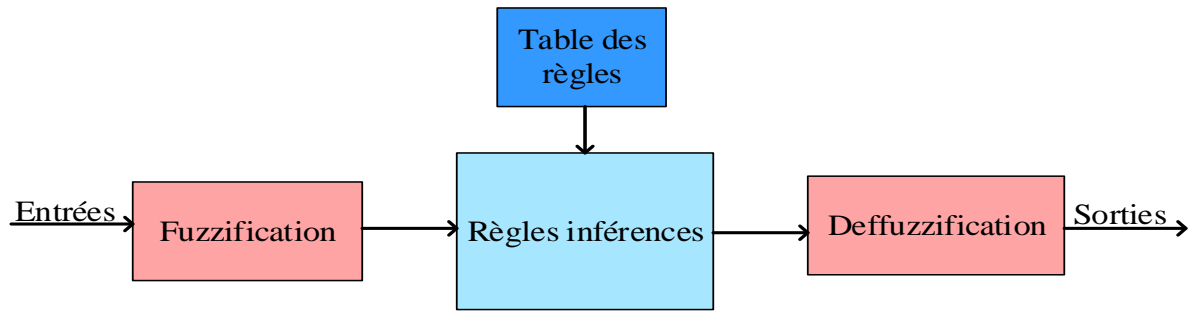 Table des
règles
Entrées
Fuzzification
Règles inférences
Deffuzzification
Sorties